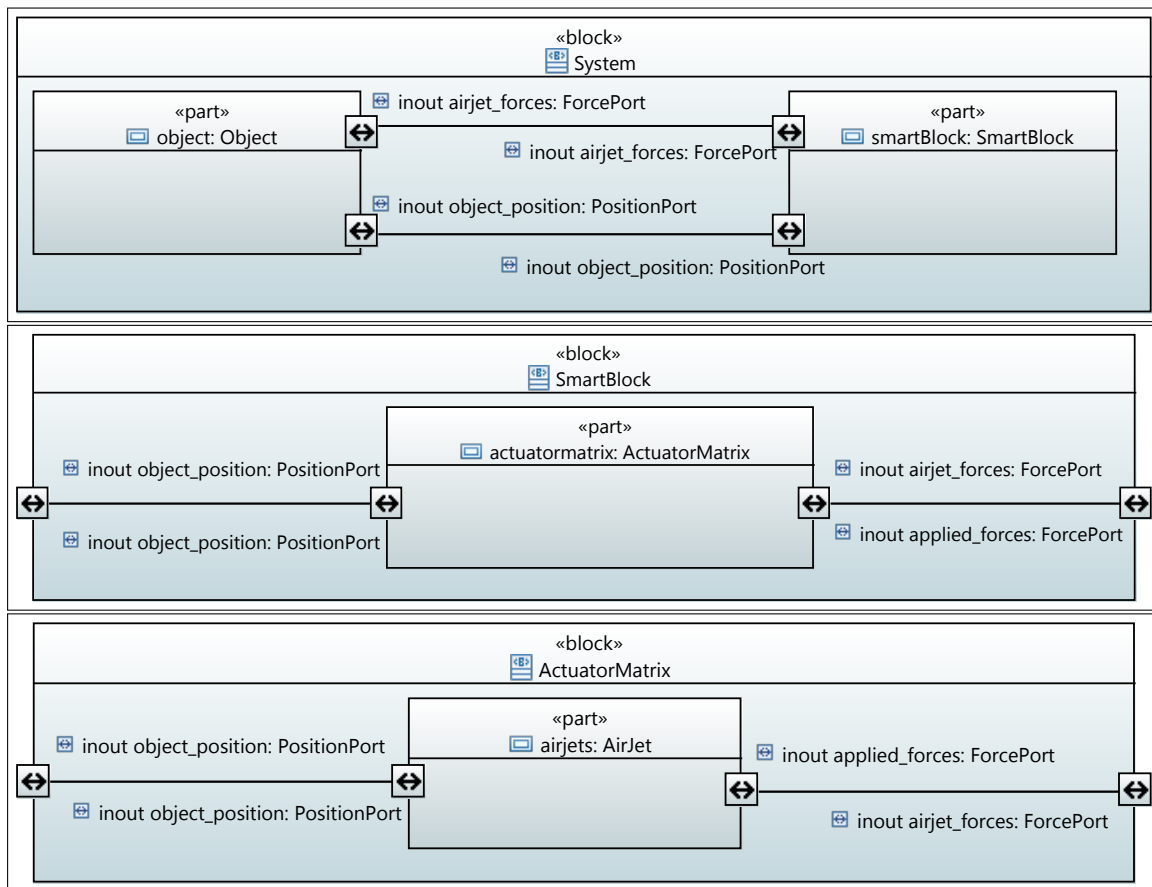 «block»
System
«part»
object: Object
inout airjet_forces: ForcePort
«part»
smartBlock: SmartBlock
inout airjet_forces: ForcePort
inout object_position: PositionPort
inout object_position: PositionPort
«block»
SmartBlock
«part»
actuatormatrix: ActuatorMatrix
inout object_position: PositionPort
inout airjet_forces: ForcePort
inout object_position: PositionPort
inout applied_forces: ForcePort
«block»
ActuatorMatrix
«part»
airjets: AirJet
inout object_position: PositionPort
inout applied_forces: ForcePort
inout object_position: PositionPort
inout airjet_forces: ForcePort